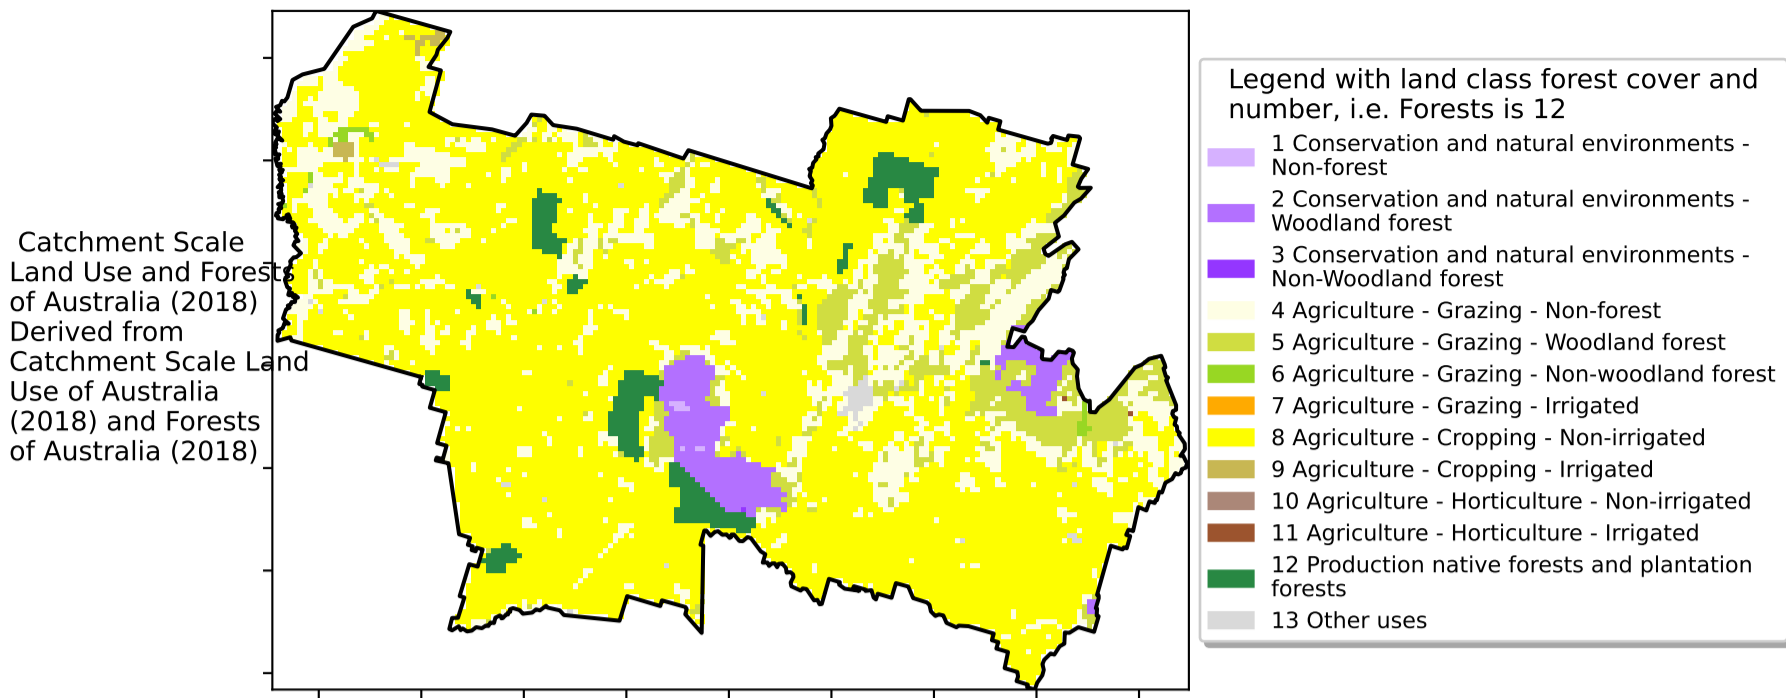 Catchment Scale
Land Use and Forests
of Australia (2018)
Derived from
Catchment Scale Land
Use of Australia
(2018) and Forests
of Australia (2018)
Legend with land class forest cover and
number, i.e. Forests is 12
1 Conservation and natural environments -
Non-forest
2 Conservation and natural environments -
Woodland forest
3 Conservation and natural environments -
Non-Woodland forest
4 Agriculture - Grazing - Non-forest
5 Agriculture - Grazing - Woodland forest
6 Agriculture - Grazing - Non-woodland forest
7 Agriculture - Grazing - Irrigated
8 Agriculture - Cropping - Non-irrigated
9 Agriculture - Cropping - Irrigated
10 Agriculture - Horticulture - Non-irrigated
11 Agriculture - Horticulture - Irrigated
12 Production native forests and plantation
forests
13 Other uses